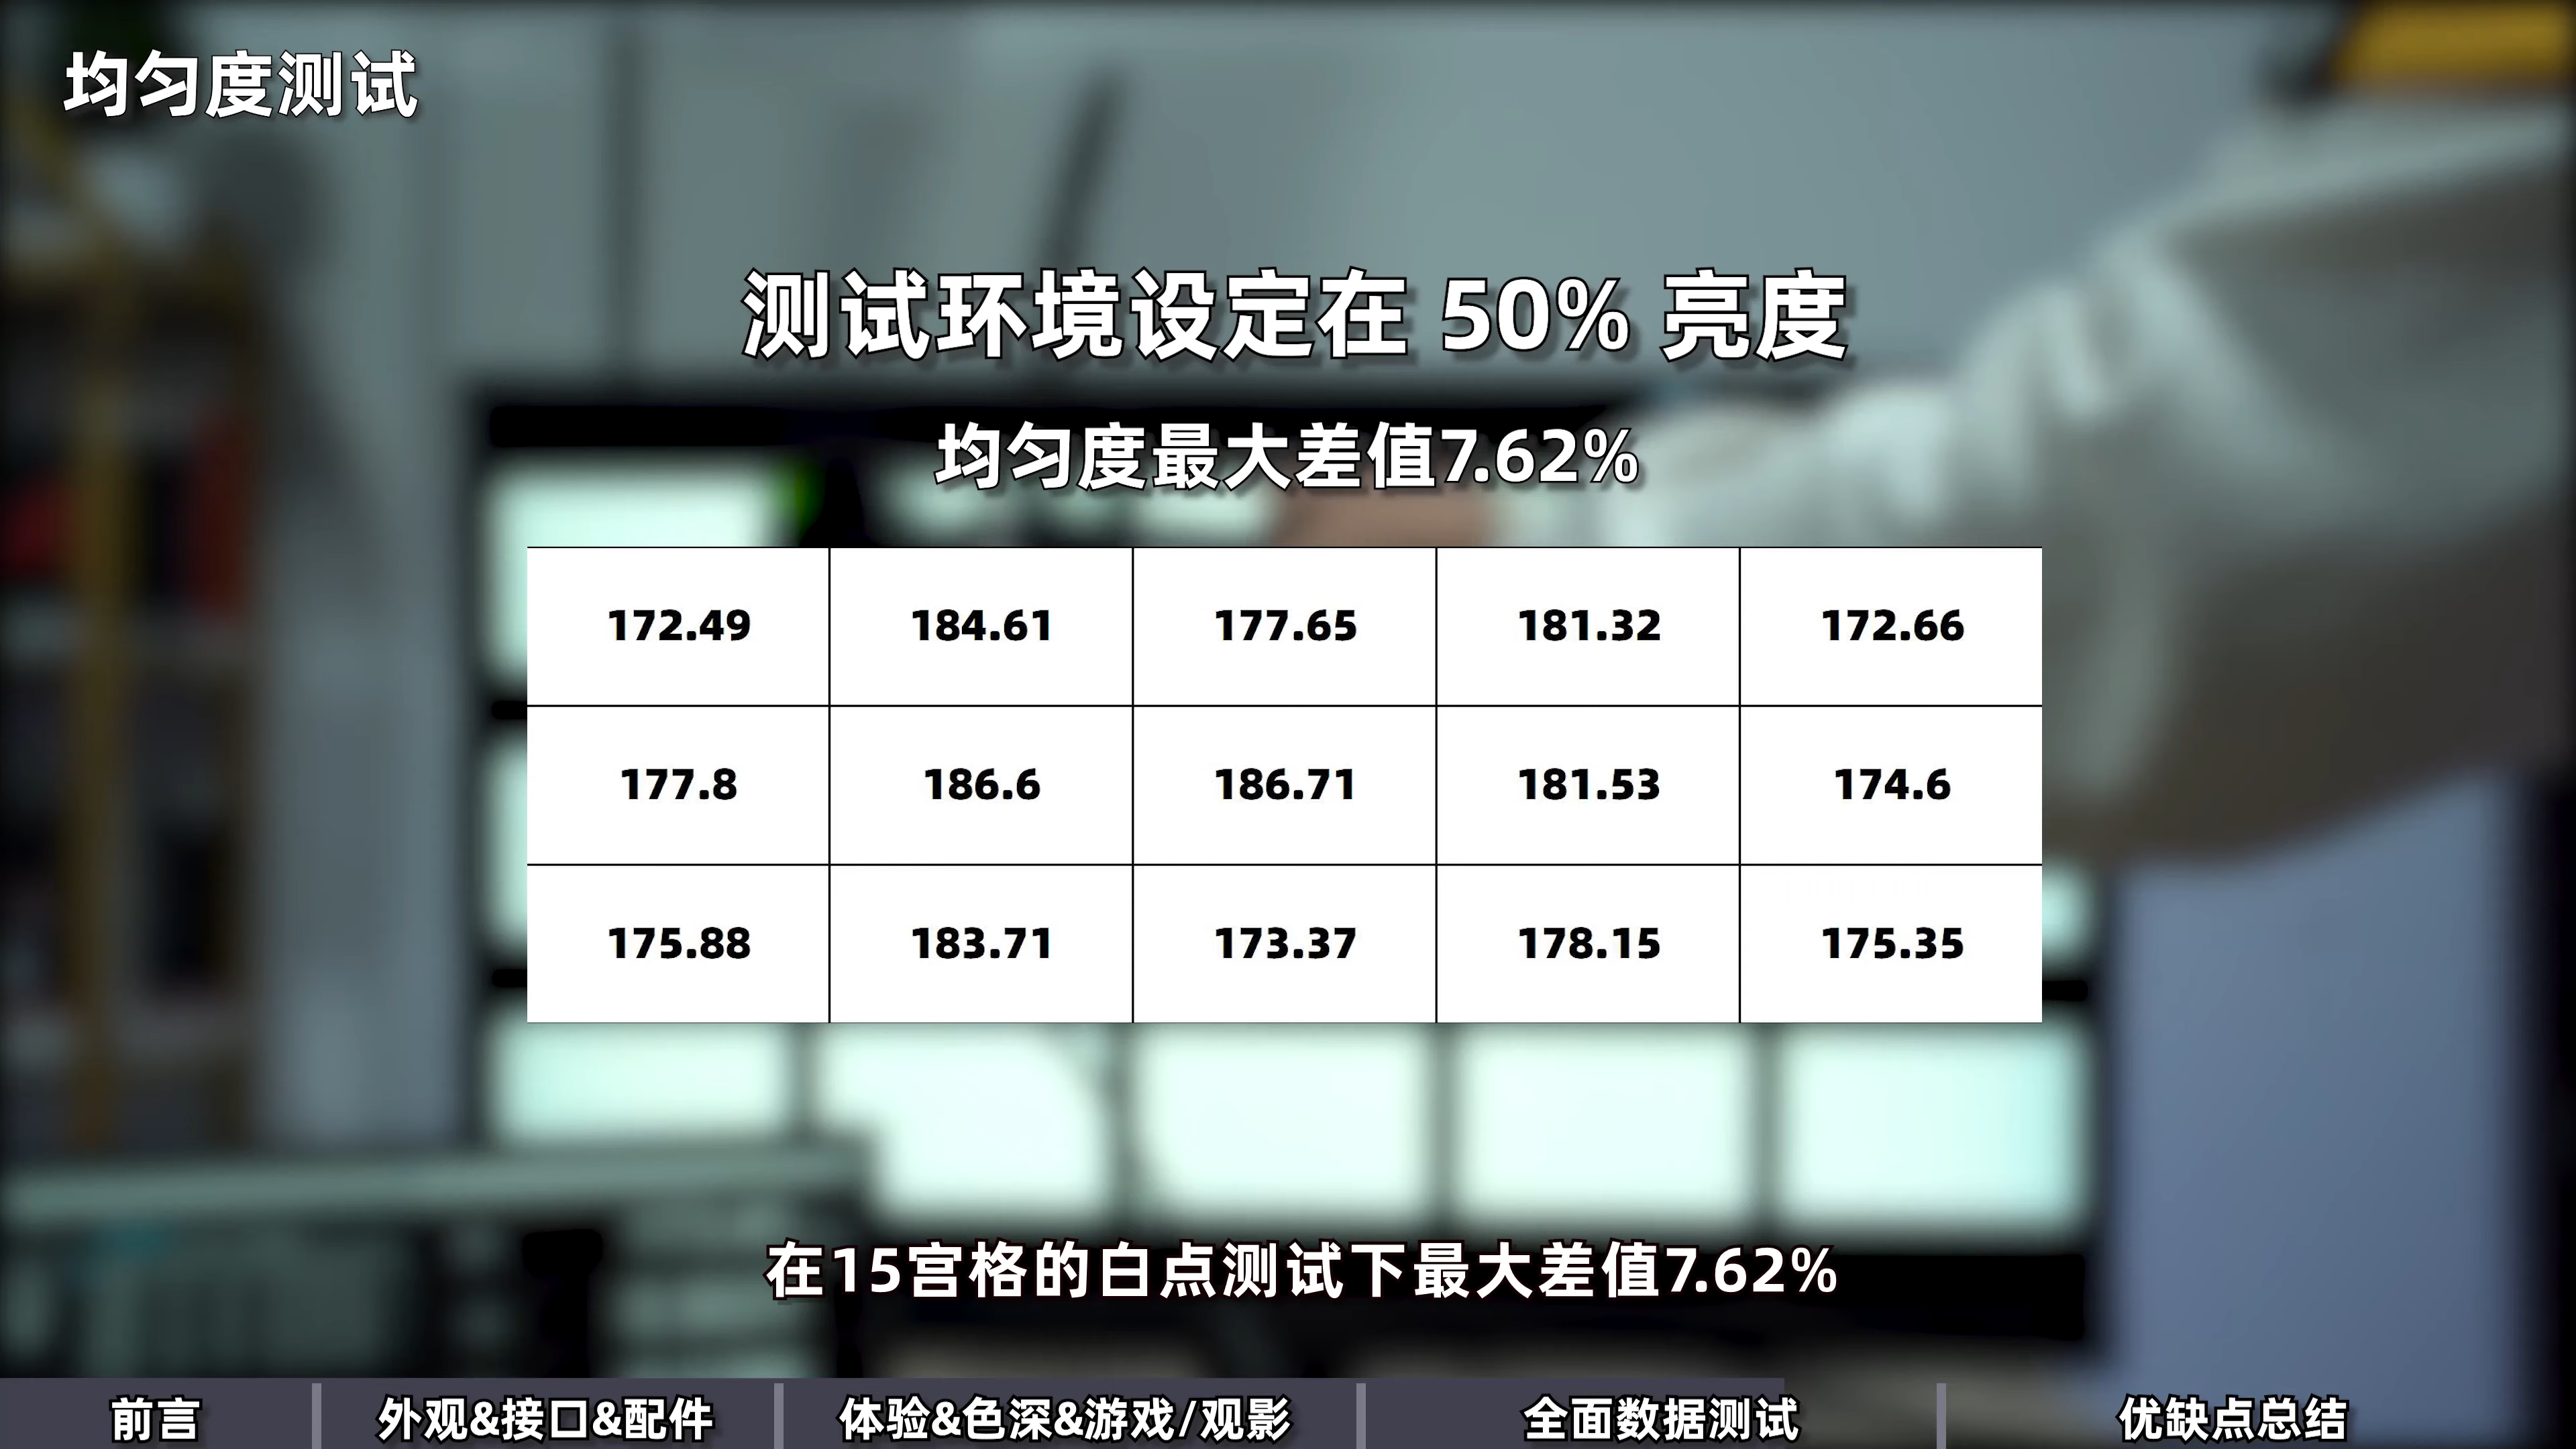 均匀度测试
测试环境设定在 50% 亮度
均匀度最大差值7.62%
172.49 184.61 177.65 181.32 172.66
177.8 186.6 186.71 181.53 174.6
175.88 183.71 173.37 178.15 175.35
在15宫格的白点测试下最大差值7.62%
前言 外观&接口&配件 体验&色深&游戏/观影 全面数据测试 优缺点总结